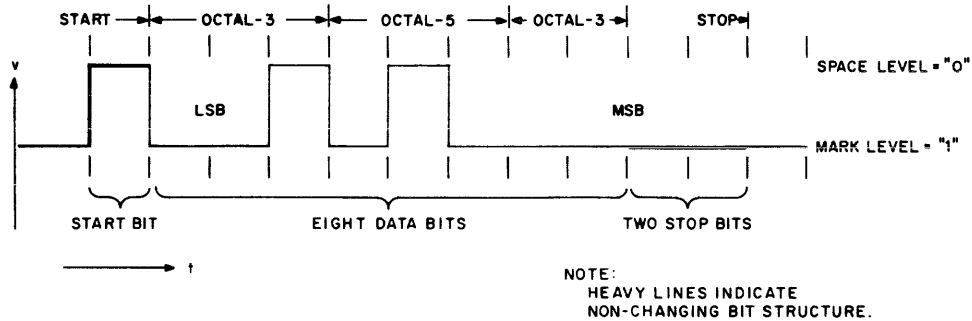 START OCTAL-3 OCTAL-5 OCTAL-3 STOP
V
SPACE LEVEL = "0"
LSB MSB
MARK LEVEL = "1"
START BIT EIGHT DATA BITS TWO STOP BITS
t
NOTE:
HEAVY LINES INDICATE
NON-CHANGING BIT STRUCTURE.